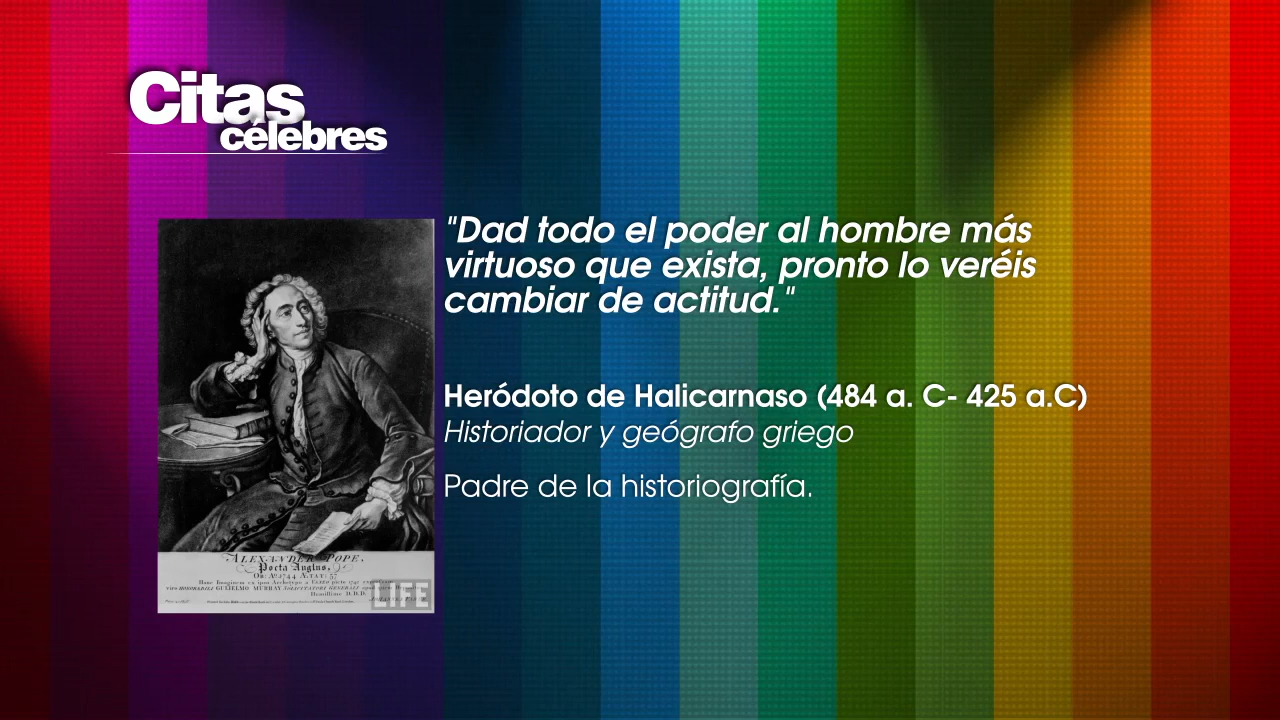 Citas
célebres
"Dad todo el poder al hombre más
virtuoso que exista, pronto lo veréis
cambiar de actitud."
Heródoto de Halicarnaso (484 a. C- 425 a.C)
Historiador y geógrafo griego
Padre de la historiografía.
ALEXANDER POPE,
Poeta Anglus,
LIFE